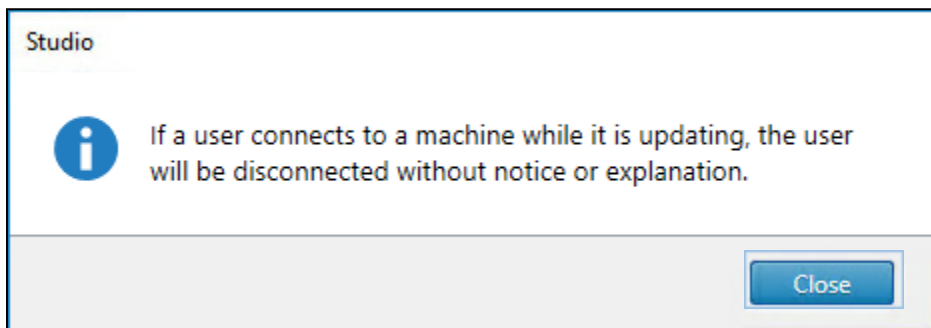 Studio
If a user connects to a machine while it is updating, the user
will be disconnected without notice or explanation.
Close